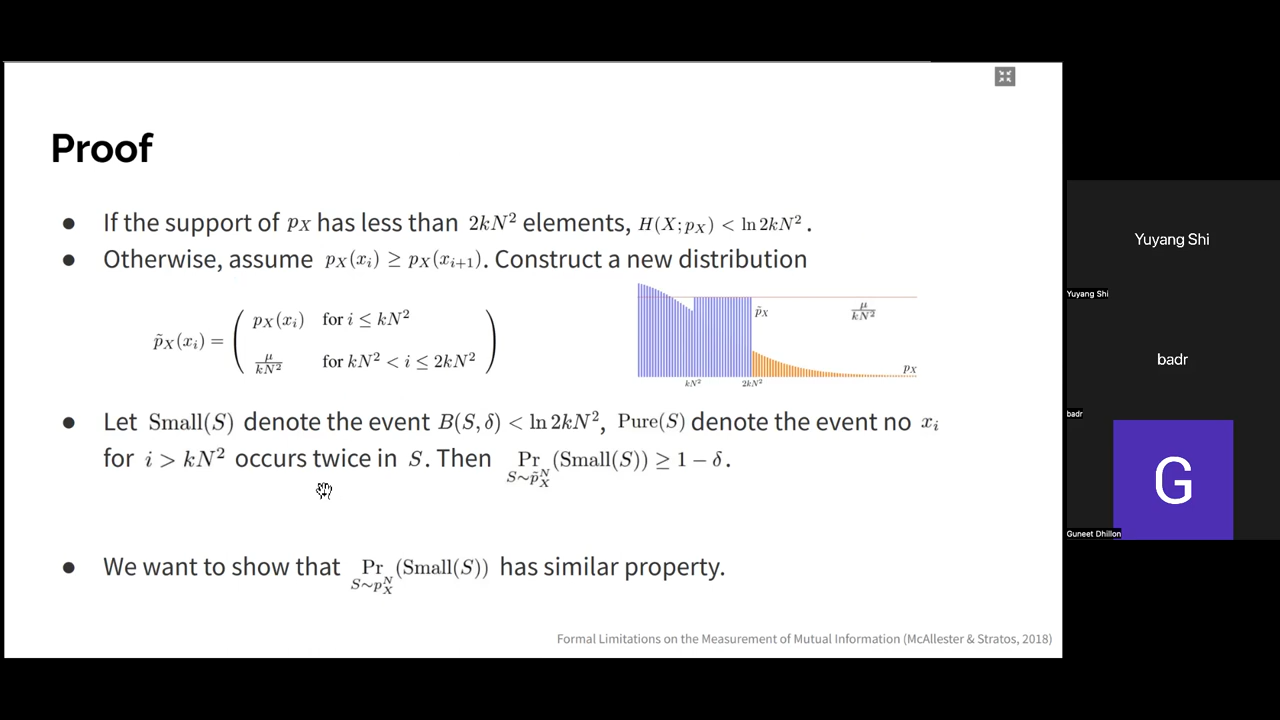 Proof
● If the support of p_X has less than 2kN² elements, H(X; p_X) < ln 2kN².
● Otherwise, assume p_X(x_i) ≥ p_X(x_{i+1}). Construct a new distribution
p̃_X(x_i) = ( p_X(x_i) for i ≤ kN²
μ/kN² for kN² < i ≤ 2kN² )
p̃_X
μ/kN²
p_X
kN² 2kN²
● Let Small(S) denote the event B(S, δ) < ln 2kN², Pure(S) denote the event no x_i
for i > kN² occurs twice in S. Then Pr_{S∼p̃_X^N}(Small(S)) ≥ 1 − δ.
● We want to show that Pr_{S∼p_X^N}(Small(S)) has similar property.
Formal Limitations on the Measurement of Mutual Information (McAllester & Stratos, 2018)
Yuyang Shi
Yuyang Shi
badr
badr
G
Guneet Dhillon